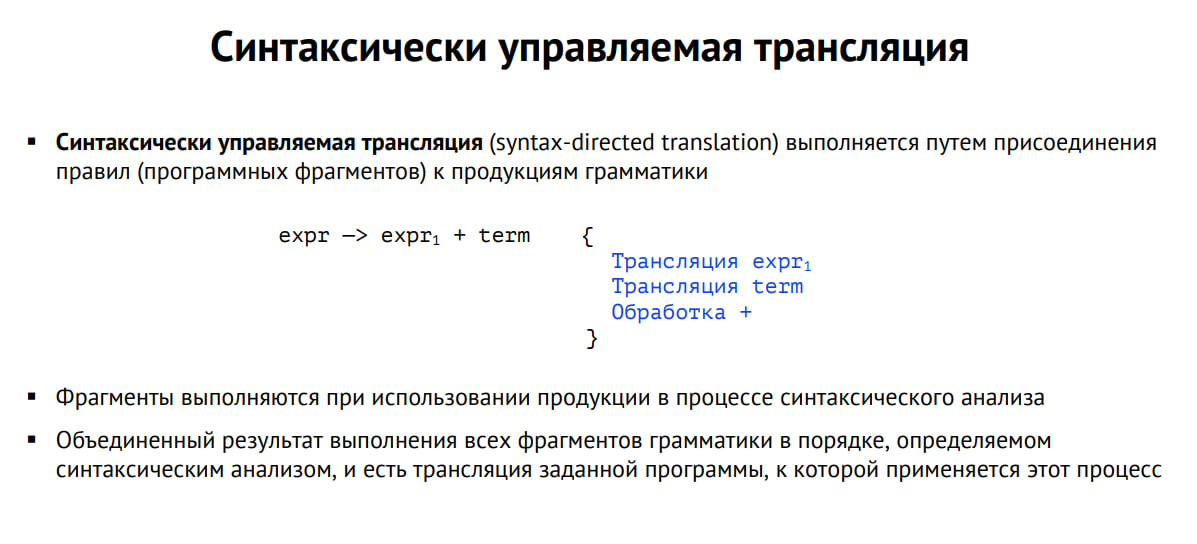 Синтаксически управляемая трансляция
▪ Синтаксически управляемая трансляция (syntax-directed translation) выполняется путем присоединения
правил (программных фрагментов) к продукциям грамматики
expr —> expr₁ + term {
Трансляция expr₁
Трансляция term
Обработка +
}
▪ Фрагменты выполняются при использовании продукции в процессе синтаксического анализа
▪ Объединенный результат выполнения всех фрагментов грамматики в порядке, определяемом
синтаксическим анализом, и есть трансляция заданной программы, к которой применяется этот процесс